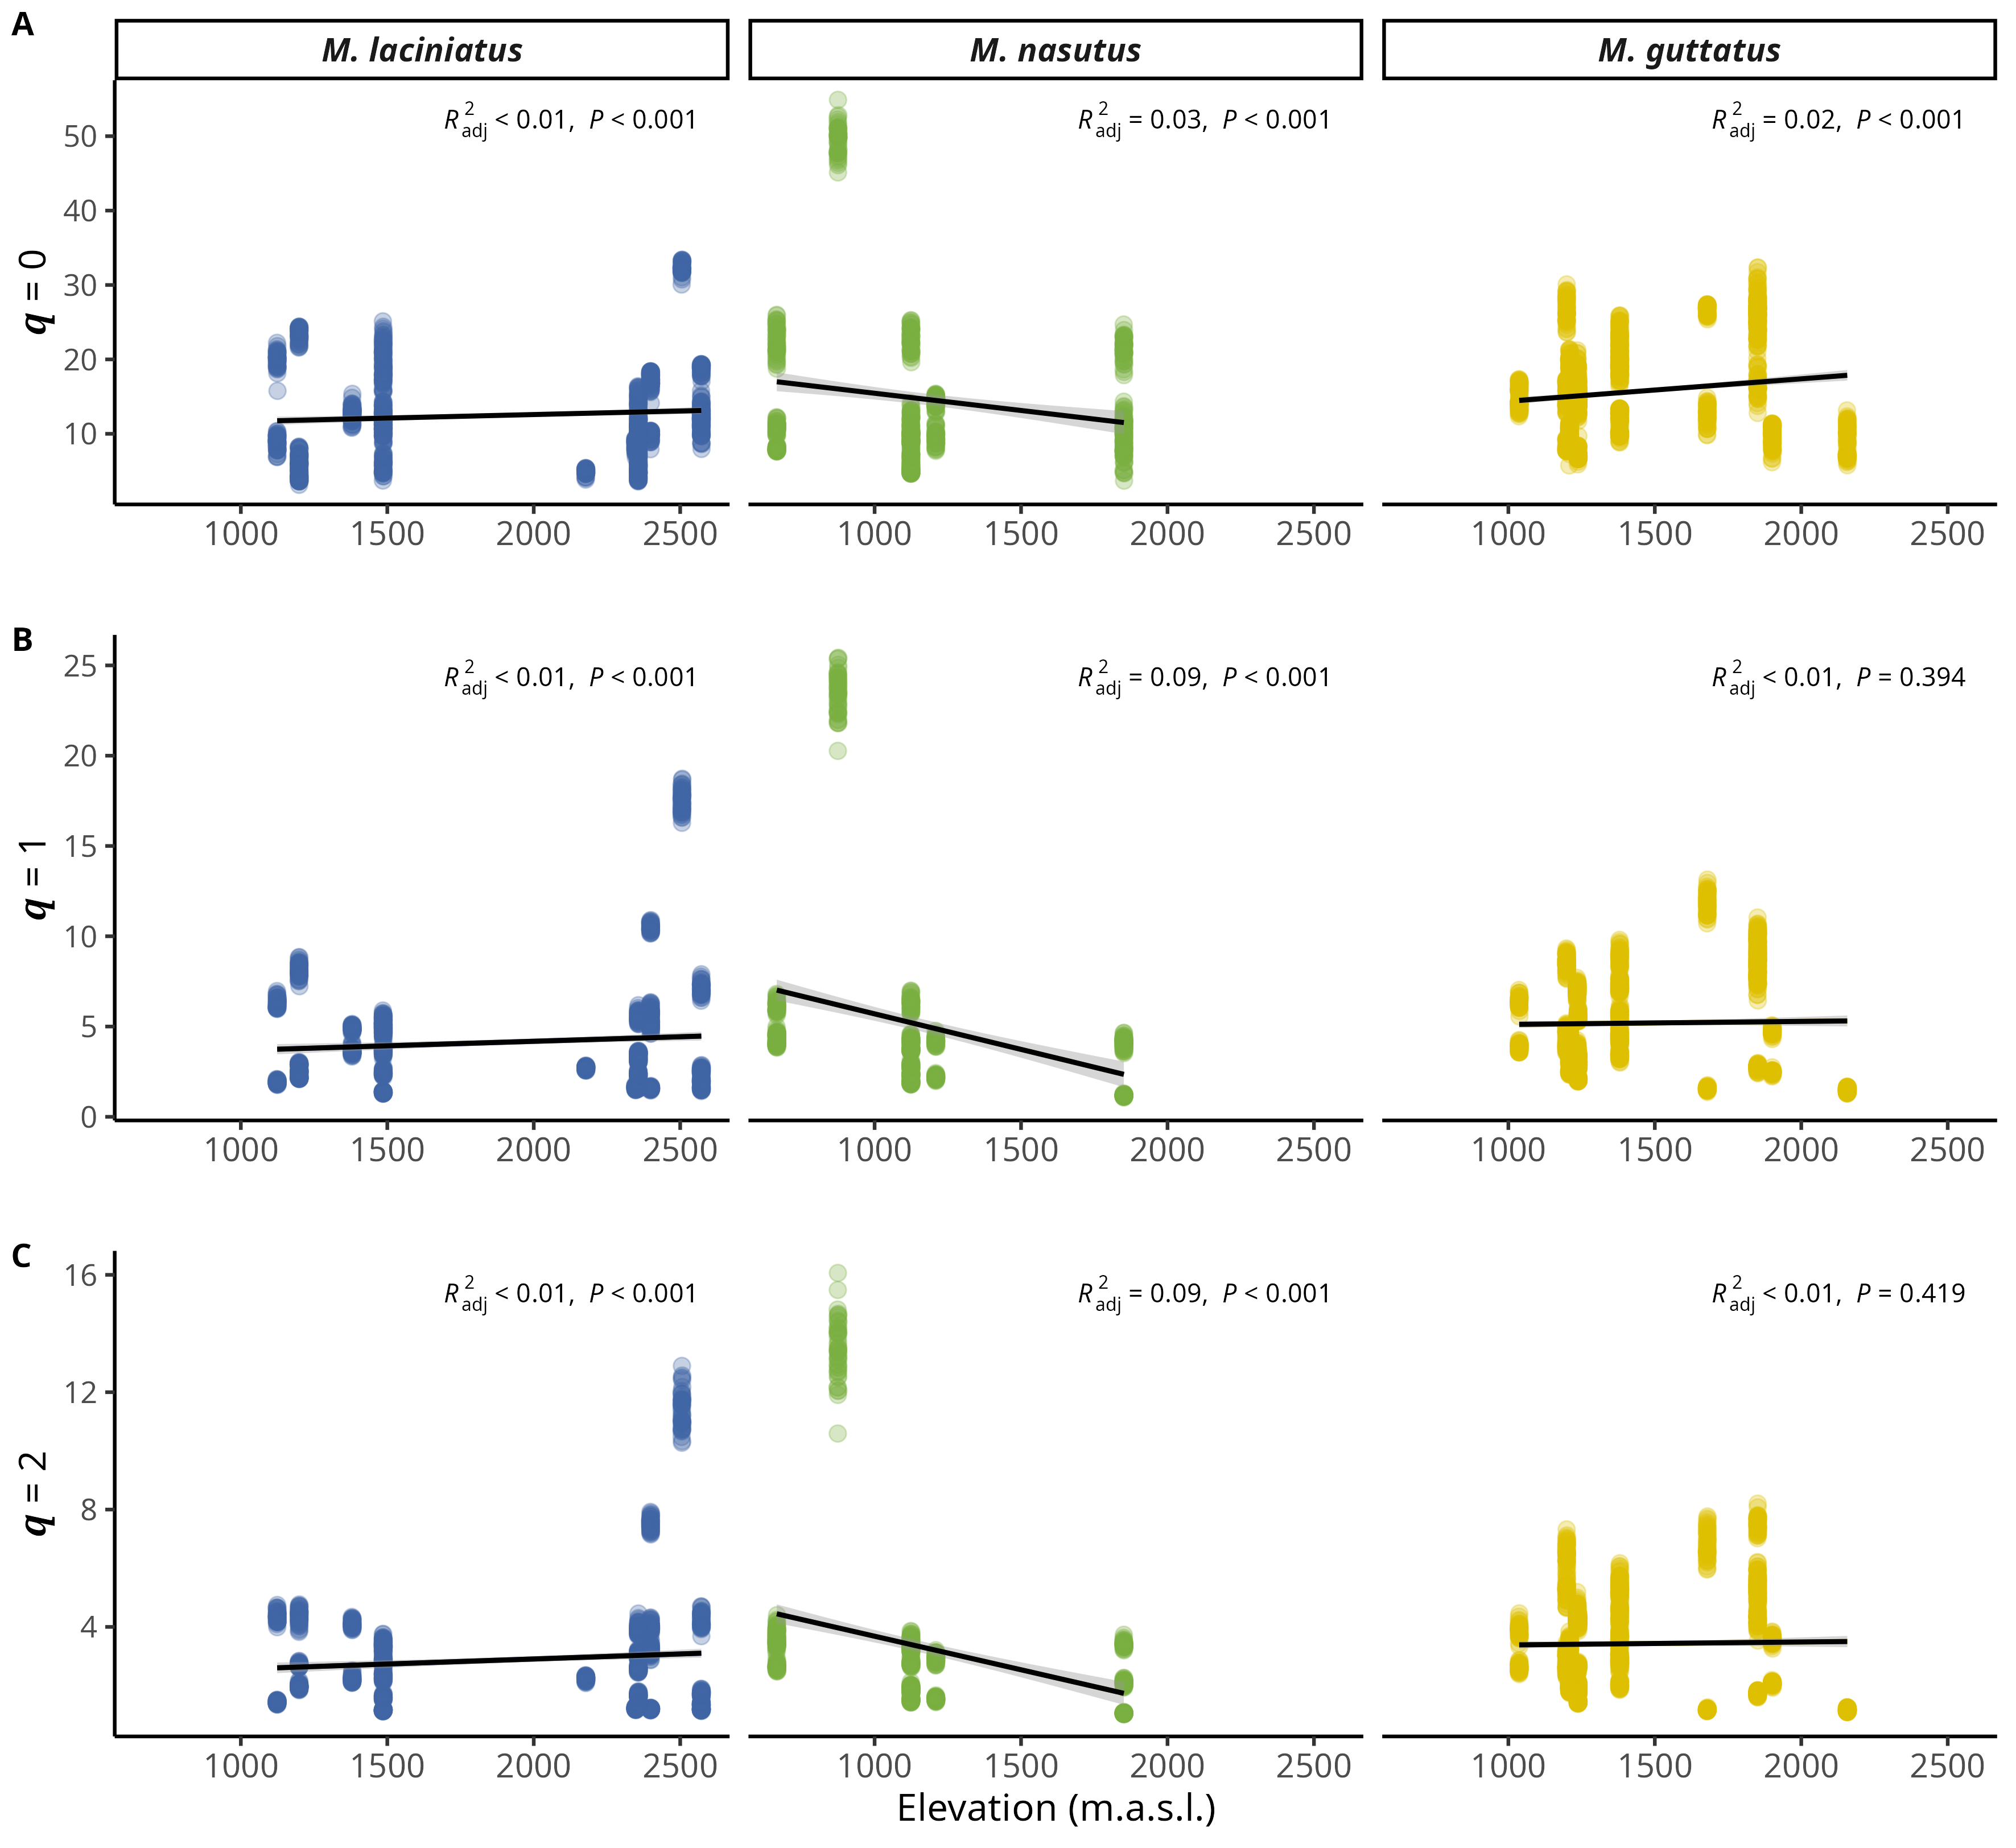 A
M. laciniatus M. nasutus M. guttatus
R²adj < 0.01, P < 0.001 R²adj = 0.03, P < 0.001 R²adj = 0.02, P < 0.001
50
40
30
20
10
q = 0
1000 1500 2000 2500 1000 1500 2000 2500 1000 1500 2000 2500
B
R²adj < 0.01, P < 0.001 R²adj = 0.09, P < 0.001 R²adj < 0.01, P = 0.394
25
20
15
10
5
0
q = 1
1000 1500 2000 2500 1000 1500 2000 2500 1000 1500 2000 2500
C
R²adj < 0.01, P < 0.001 R²adj = 0.09, P < 0.001 R²adj < 0.01, P = 0.419
16
12
8
4
q = 2
1000 1500 2000 2500 1000 1500 2000 2500 1000 1500 2000 2500
Elevation (m.a.s.l.)